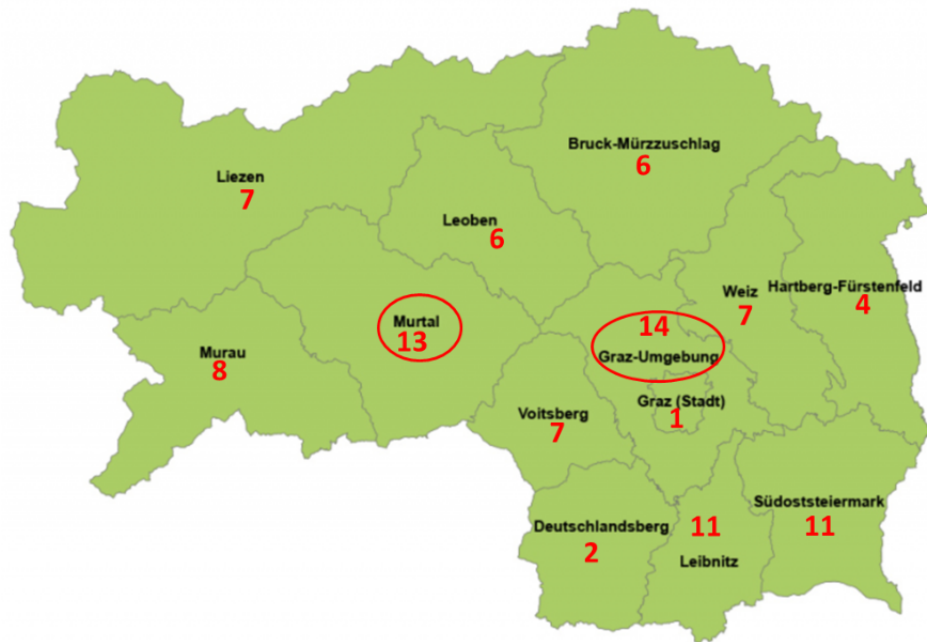 Bruck-Mürzzuschlag
6
Liezen
7
Leoben
6
Hartberg-Fürstenfeld
4
Weiz
7
Murtal
13
14
Graz-Umgebung
Murau
8
Graz (Stadt)
1
Voitsberg
7
Südoststeiermark
11
Deutschlandsberg
2
11
Leibnitz